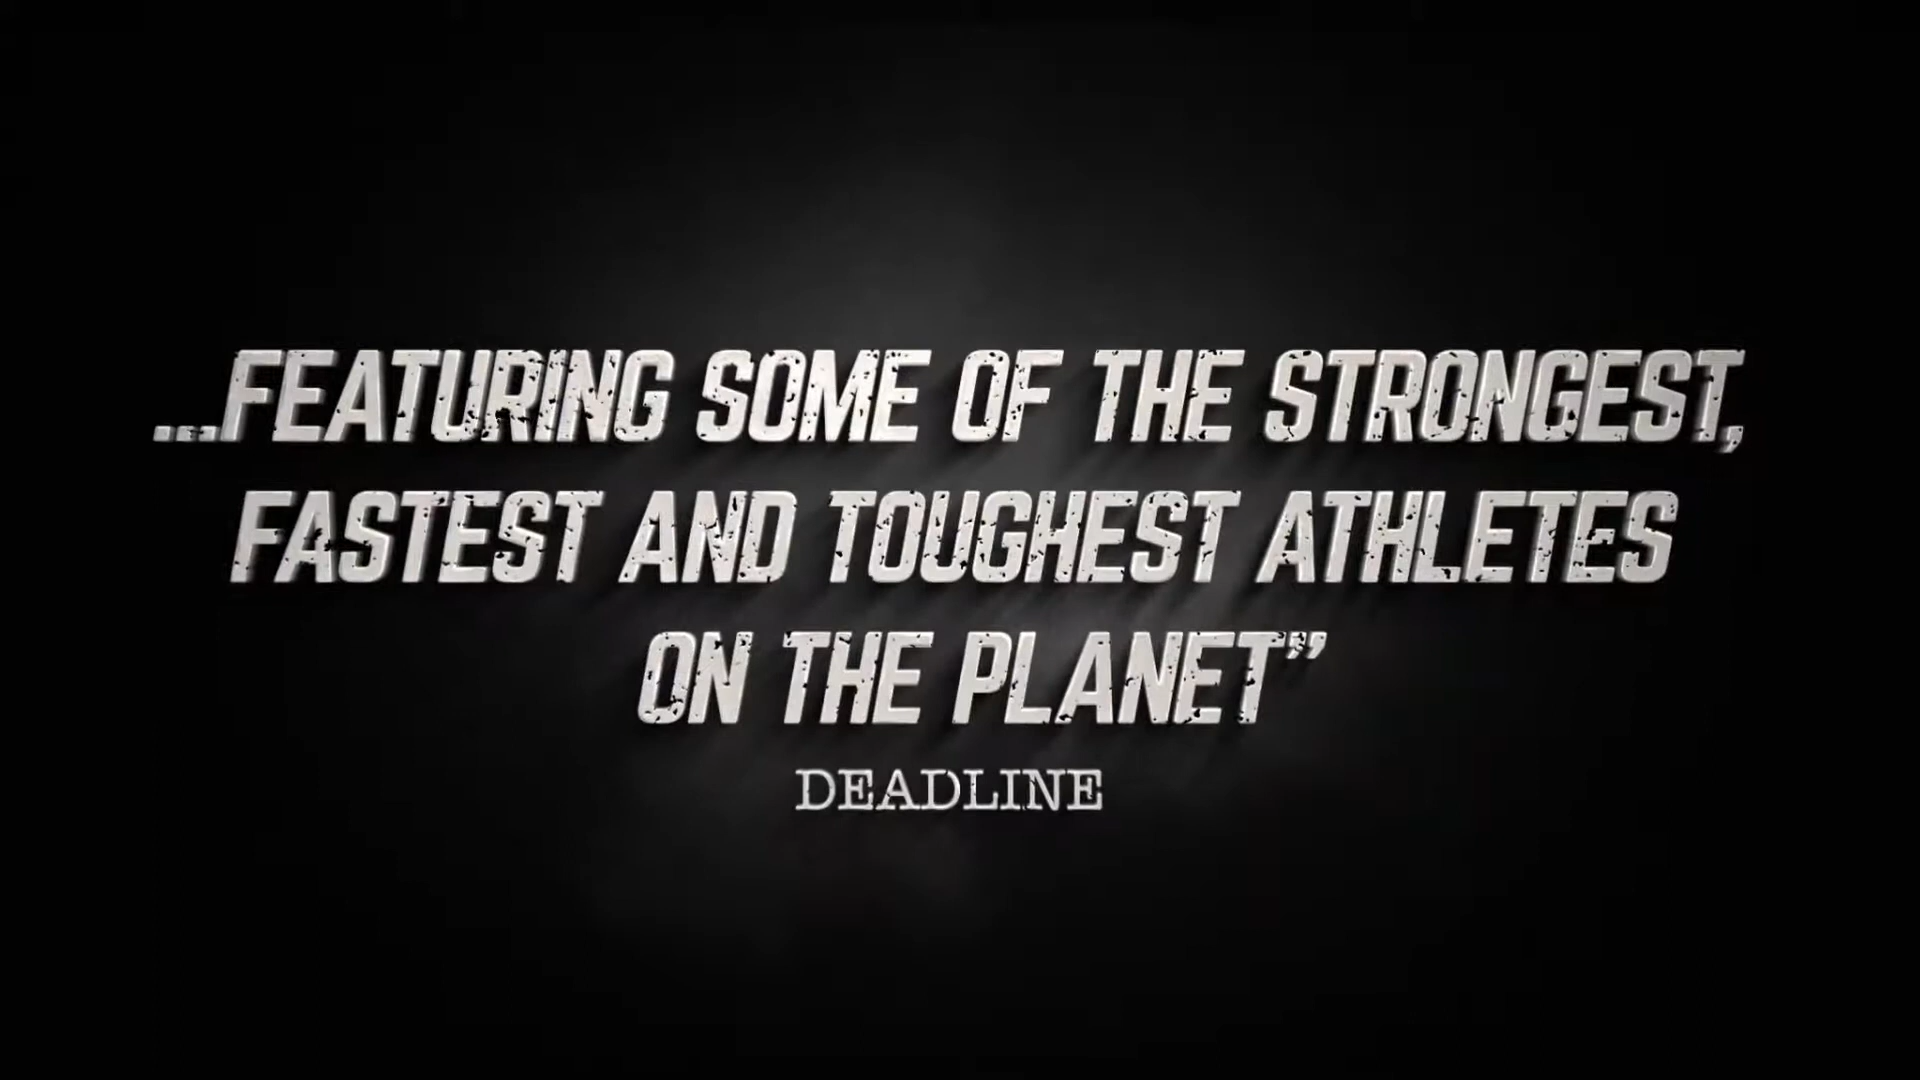 ...FEATURING SOME OF THE STRONGEST,
FASTEST AND TOUGHEST ATHLETES
ON THE PLANET”
DEADLINE